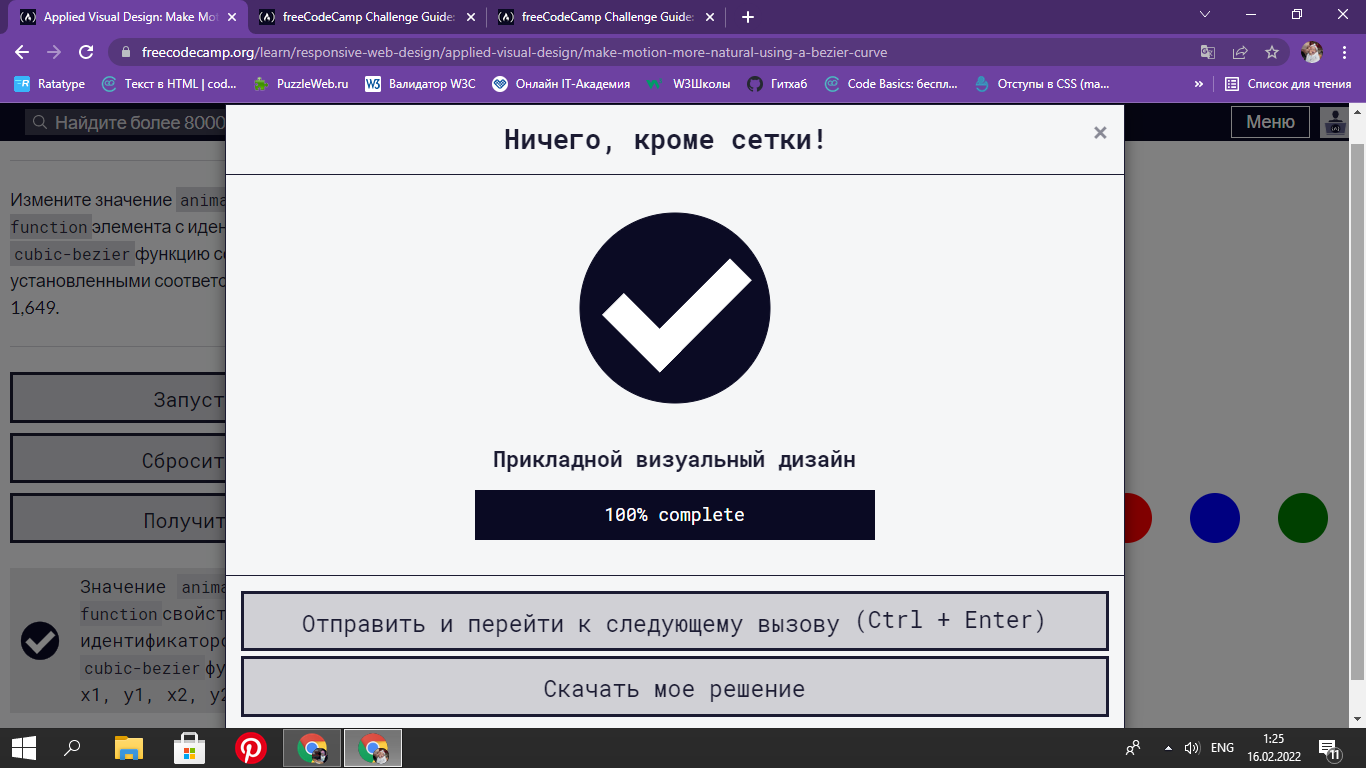 Applied Visual Design: Make Mot
freeCodeCamp Challenge Guide:
freeCodeCamp Challenge Guide:
freecodecamp.org/learn/responsive-web-design/applied-visual-design/make-motion-more-natural-using-a-bezier-curve
Ratatype
Текст в HTML | cod...
PuzzleWeb.ru
Валидатор W3C
Онлайн IT-Академия
W3Школы
Гитхаб
Code Basics: беспл...
Отступы в CSS (ma...
»
Список для чтения
Найдите более 8000
Меню
Ничего, кроме сетки!
×
Измените значение anima
function элемента с иден
cubic-bezier функцию со
установленными соответс
1,649.
Запуст
Сбросит
Получит
Значение anima
function свойст
идентификаторо
cubic-bezier фу
x1, y1, x2, y2
Прикладной визуальный дизайн
100% complete
Отправить и перейти к следующему вызову (Ctrl + Enter)
Скачать мое решение
ENG
1:25
16.02.2022
11